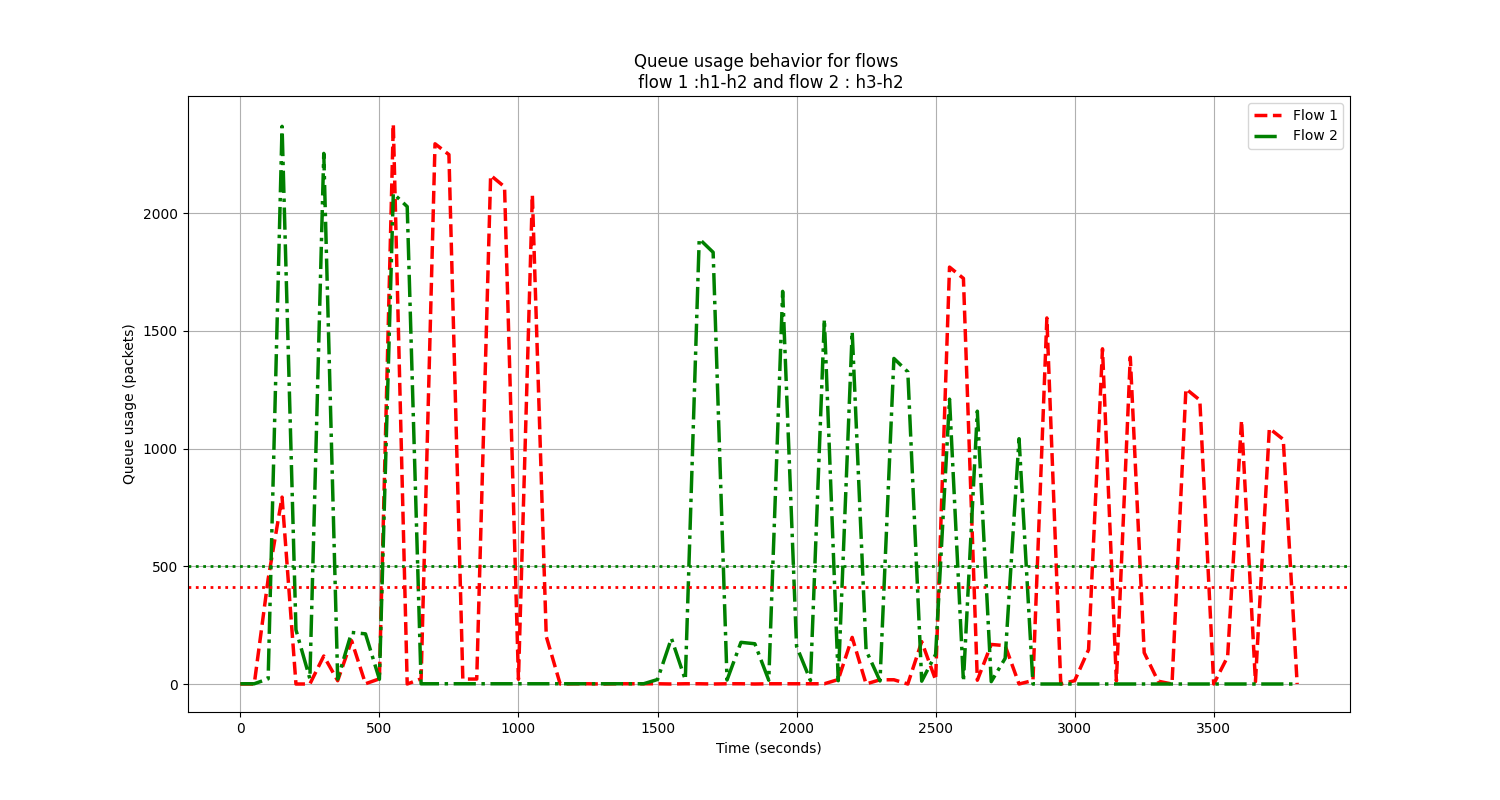 Queue usage behavior for flows
flow 1 :h1-h2 and flow 2 : h3-h2
Flow 1
Flow 2
Queue usage (packets)
2000
1500
1000
500
0
0 500 1000 1500 2000 2500 3000 3500
Time (seconds)